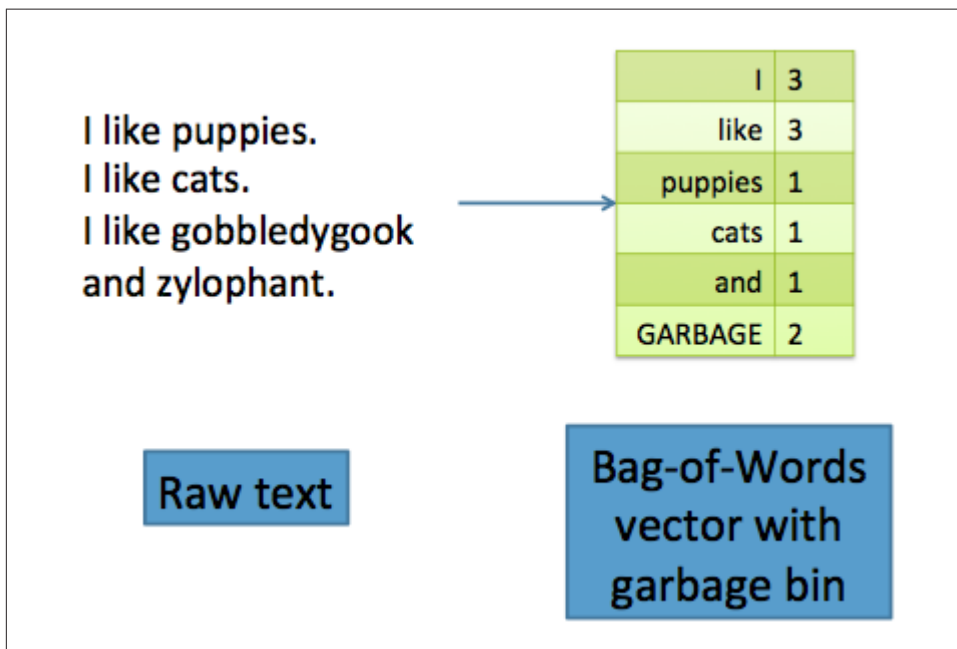 I like puppies.
I like cats.
I like gobbledygook
and zylophant.
I 3
like 3
puppies 1
cats 1
and 1
GARBAGE 2
Raw text
Bag-of-Words
vector with
garbage bin